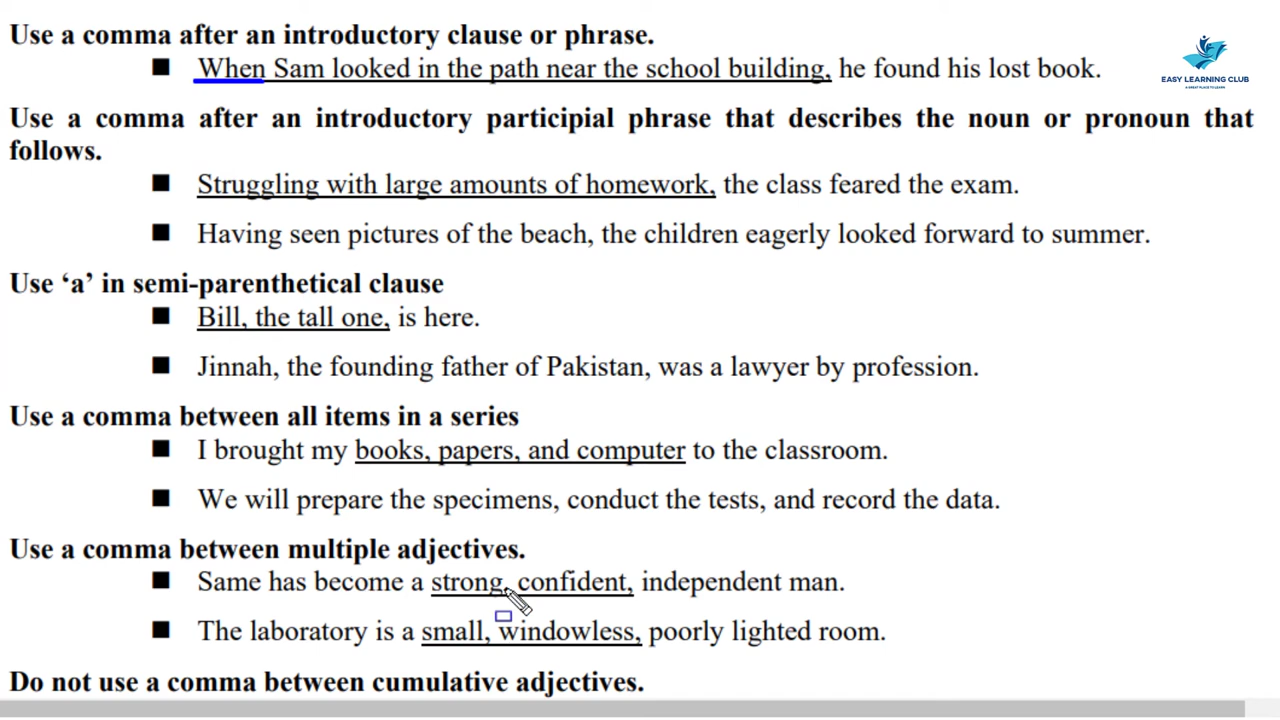 Use a comma after an introductory clause or phrase.
■ When Sam looked in the path near the school building, he found his lost book.
EASY LEARNING CLUB
A GREAT PLACE TO LEARN
Use a comma after an introductory participial phrase that describes the noun or pronoun that
follows.
■ Struggling with large amounts of homework, the class feared the exam.
■ Having seen pictures of the beach, the children eagerly looked forward to summer.
Use ‘a’ in semi-parenthetical clause
■ Bill, the tall one, is here.
■ Jinnah, the founding father of Pakistan, was a lawyer by profession.
Use a comma between all items in a series
■ I brought my books, papers, and computer to the classroom.
■ We will prepare the specimens, conduct the tests, and record the data.
Use a comma between multiple adjectives.
■ Same has become a strong, confident, independent man.
■ The laboratory is a small, windowless, poorly lighted room.
Do not use a comma between cumulative adjectives.